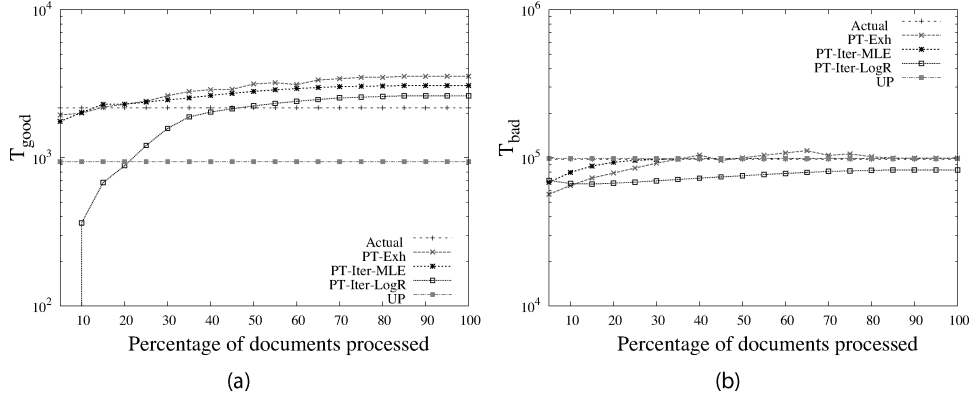 10^4
10^3
10^2
T_good
Actual
PT-Exh
PT-Iter-MLE
PT-Iter-LogR
UP
10 20 30 40 50 60 70 80 90 100
Percentage of documents processed
(a)
10^6
10^5
10^4
T_bad
Actual
PT-Exh
PT-Iter-MLE
PT-Iter-LogR
UP
10 20 30 40 50 60 70 80 90 100
Percentage of documents processed
(b)